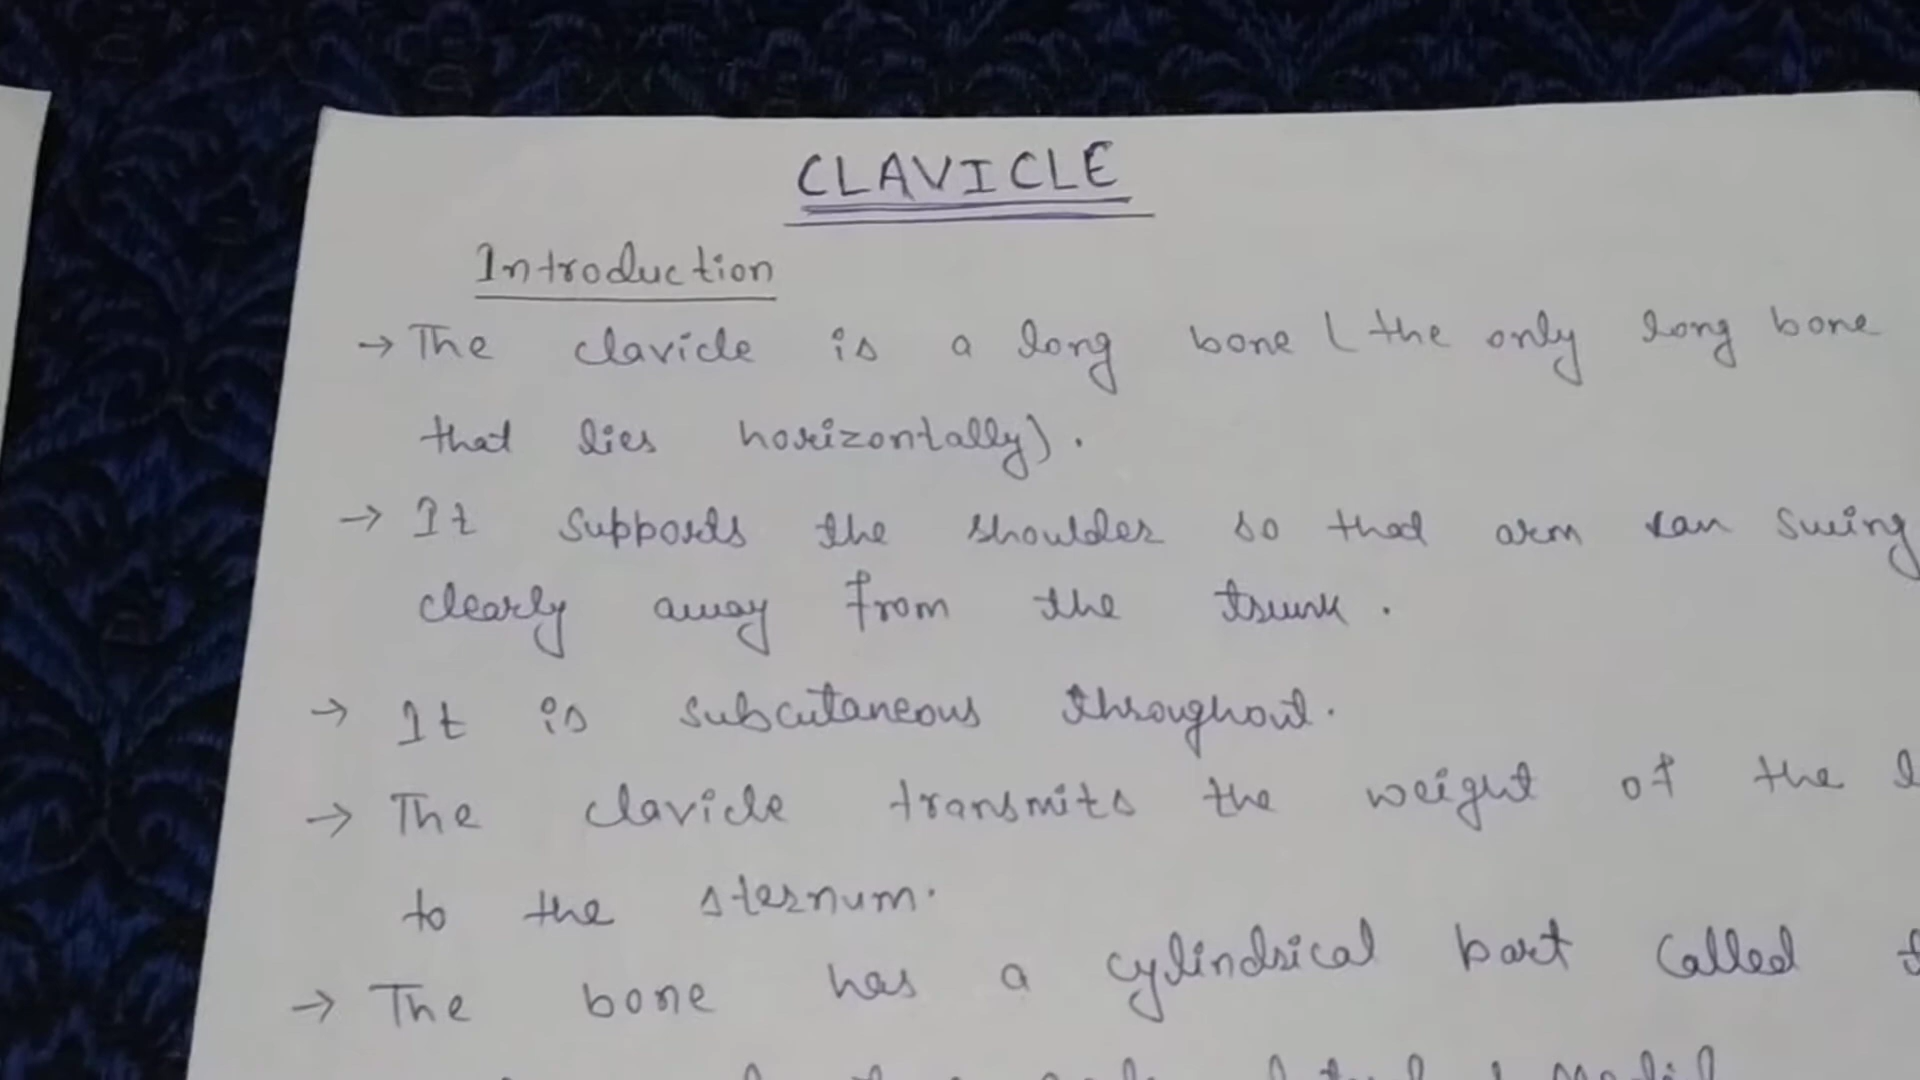 CLAVICLE
Introduction
→ The clavicle is a long bone (the only long bone
that lies horizontally).
→ It supports the shoulder so that arm can swing
clearly away from the trunk.
→ It is subcutaneous throughout.
→ The clavicle transmits the weight of the
to the sternum.
→ The bone has a cylindrical part called